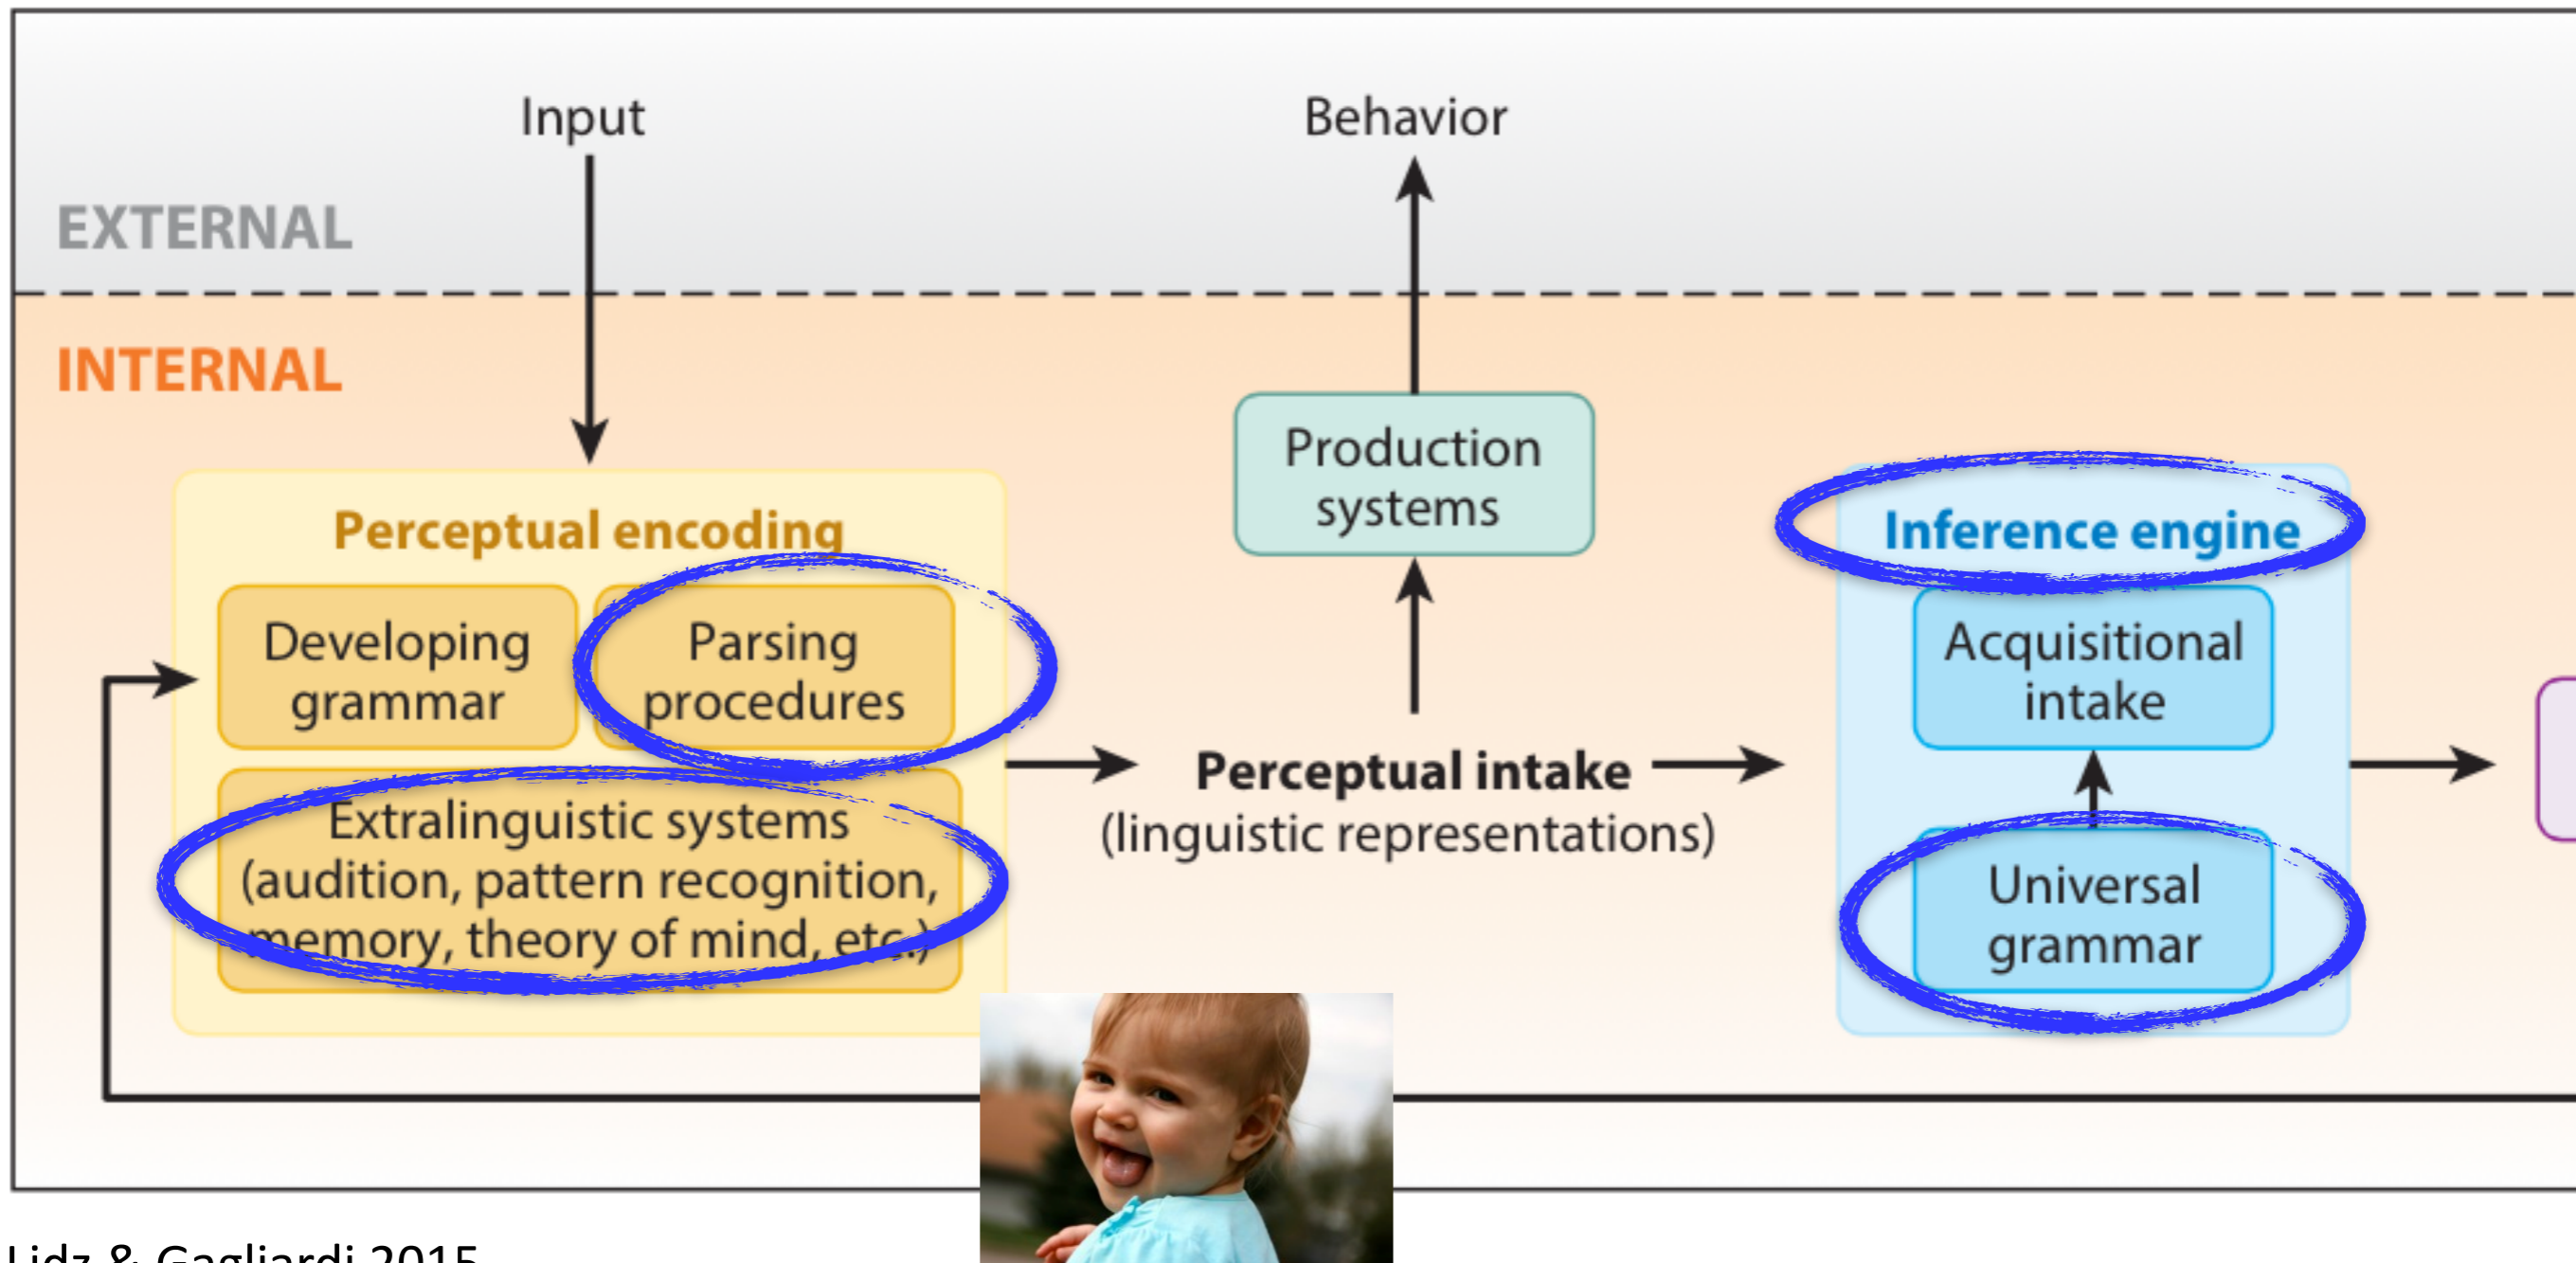 Input
Behavior
EXTERNAL
INTERNAL
Production
systems
Perceptual encoding
Inference engine
Developing
grammar
Parsing
procedures
Acquisitional
intake
Perceptual intake
(linguistic representations)
Extralinguistic systems
(audition, pattern recognition,
memory, theory of mind, etc.)
Universal
grammar
Lidz & Gagliardi 2015